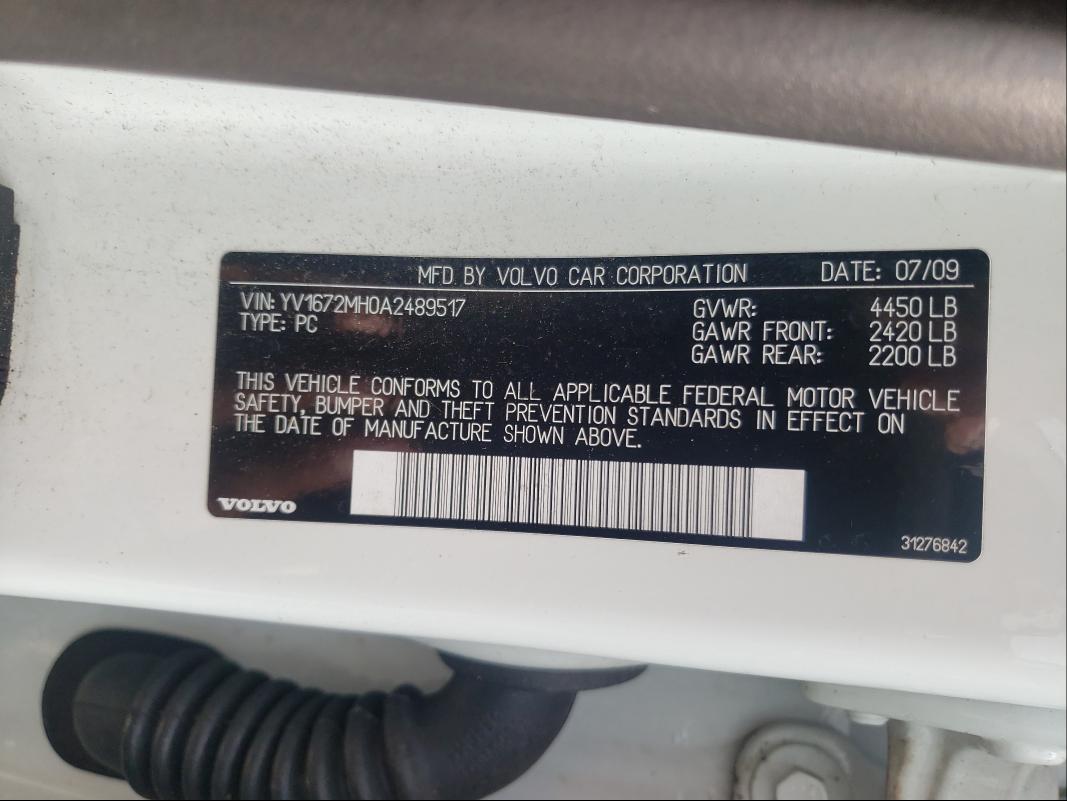 MFD BY VOLVO CAR CORPORATION DATE: 07/09
VIN: YV1672MH0A2489517 GVWR: 4450 LB
TYPE: PC GAWR FRONT: 2420 LB
GAWR REAR: 2200 LB
THIS VEHICLE CONFORMS TO ALL APPLICABLE FEDERAL MOTOR VEHICLE
SAFETY, BUMPER AND THEFT PREVENTION STANDARDS IN EFFECT ON
THE DATE OF MANUFACTURE SHOWN ABOVE.
VOLVO
31276842